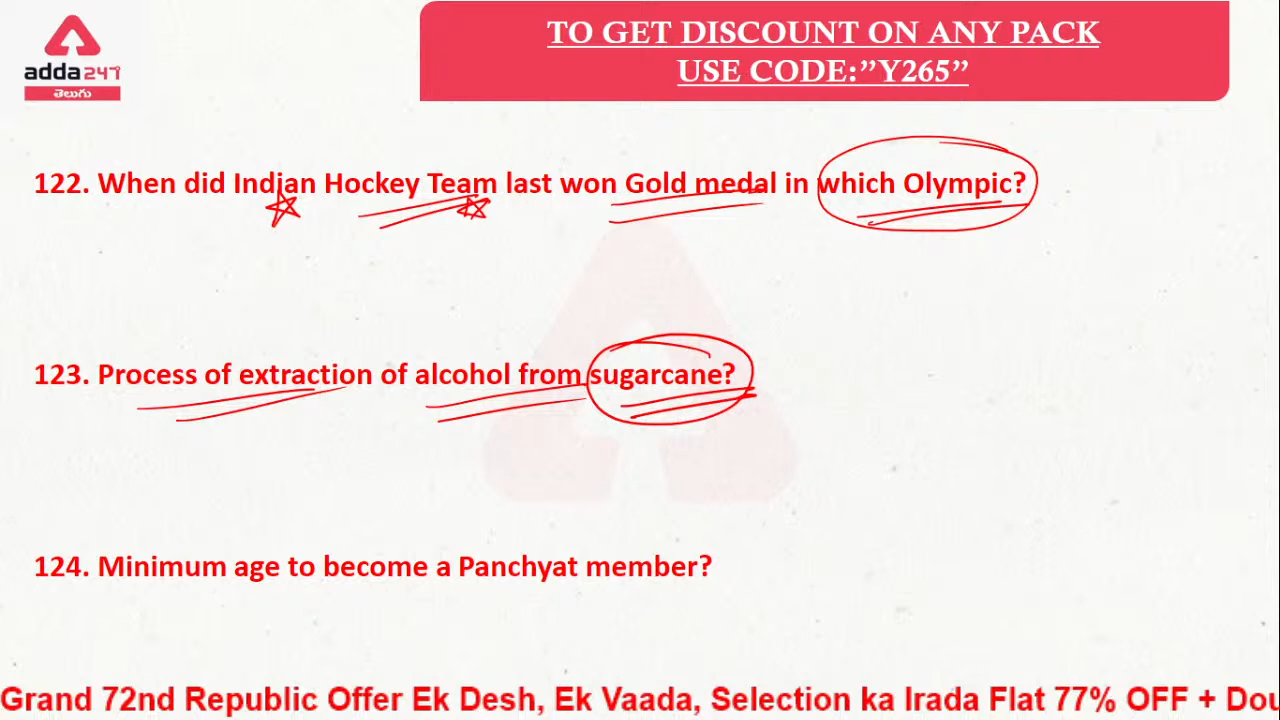 adda247
తెలుగు
TO GET DISCOUNT ON ANY PACK
USE CODE:”Y265”
122. When did Indian Hockey Team last won Gold medal in which Olympic?
123. Process of extraction of alcohol from sugarcane?
124. Minimum age to become a Panchyat member?
Grand 72nd Republic Offer Ek Desh, Ek Vaada, Selection ka Irada Flat 77% OFF + Dou